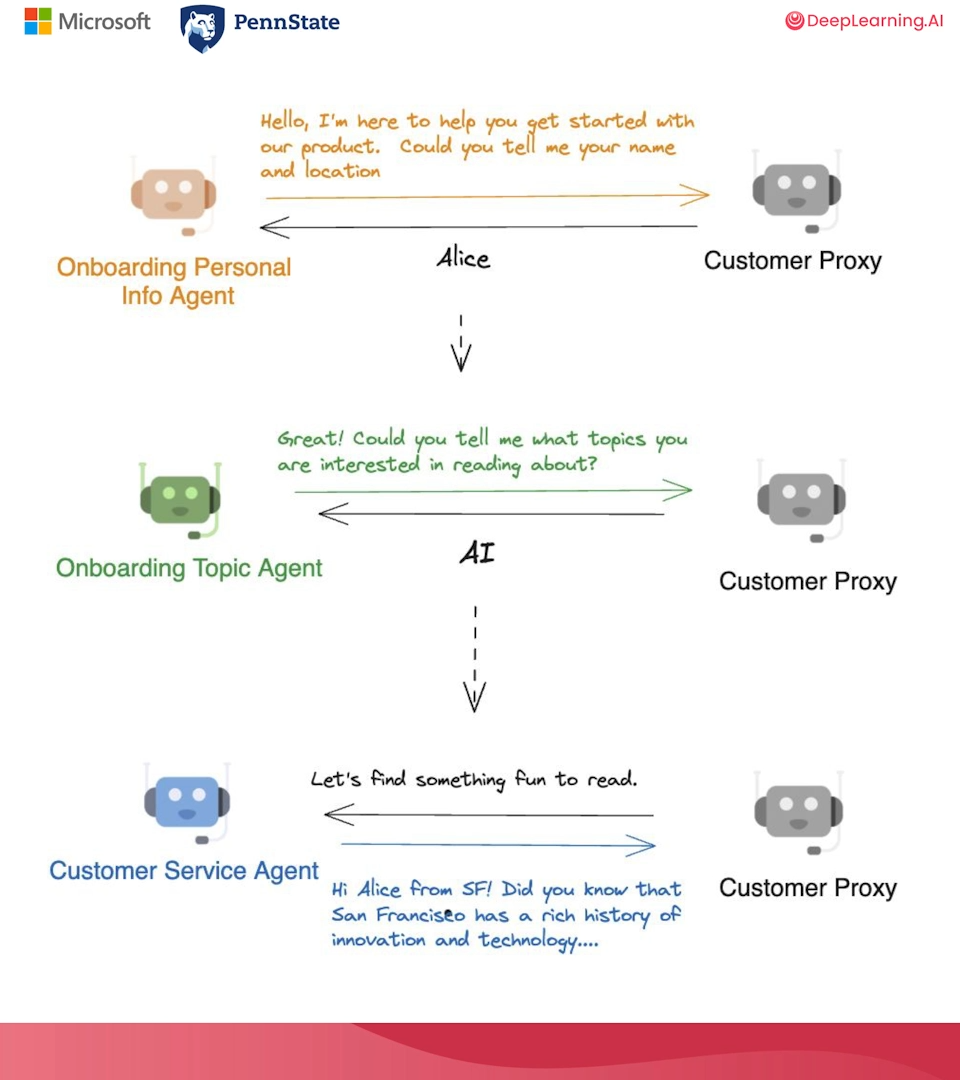 Microsoft
PennState
DeepLearning.AI
Hello, I'm here to help you get started with
our product. Could you tell me your name
and location
Alice
Onboarding Personal
Info Agent
Customer Proxy
Great! Could you tell me what topics you
are interested in reading about?
AI
Onboarding Topic Agent
Customer Proxy
Let's find something fun to read.
Customer Service Agent
Customer Proxy
Hi Alice from SF! Did you know that
San Francisco has a rich history of
innovation and technology....